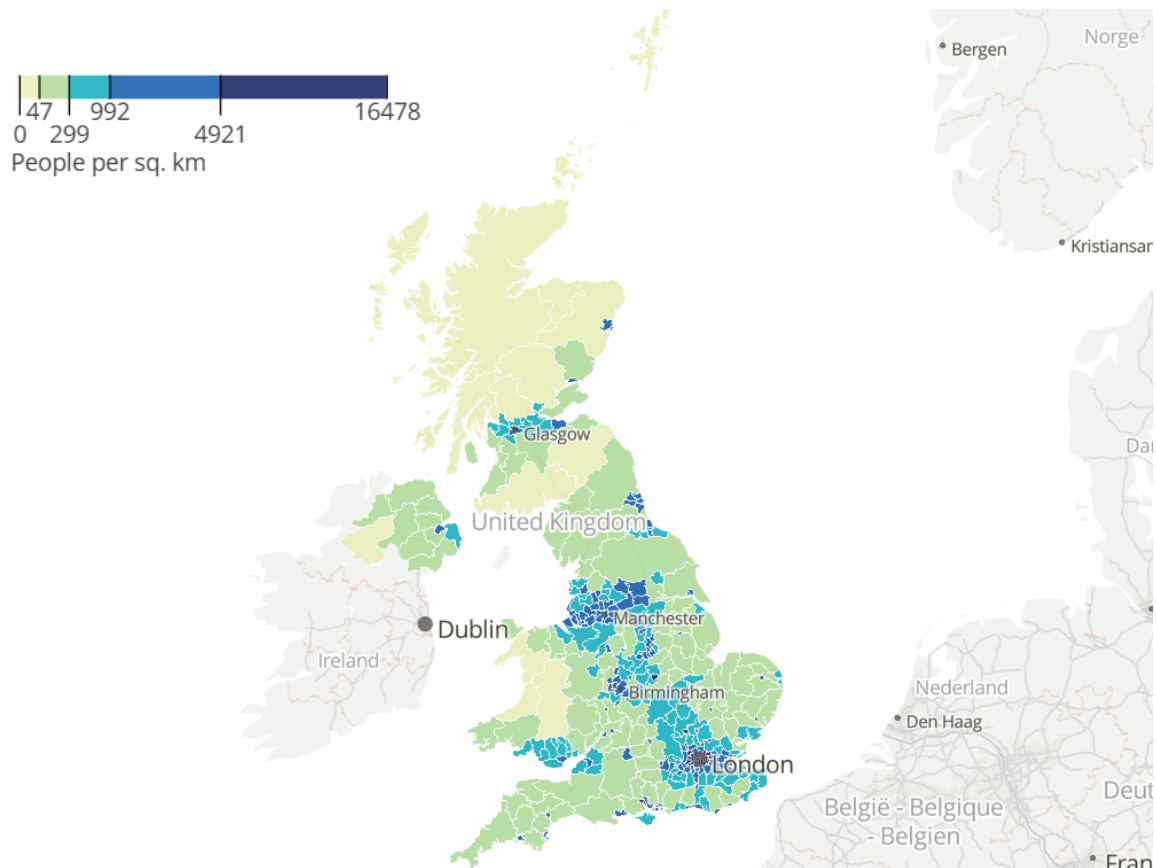 47
992
16478
0
299
4921
People per sq. km
Bergen
Norge
Kristiansan
Glasgow
United Kingdom
Dublin
Manchester
Ireland
Birmingham
Nederland
Den Haag
London
België - Belgique
- Belgien
Dan
Deut
Fran